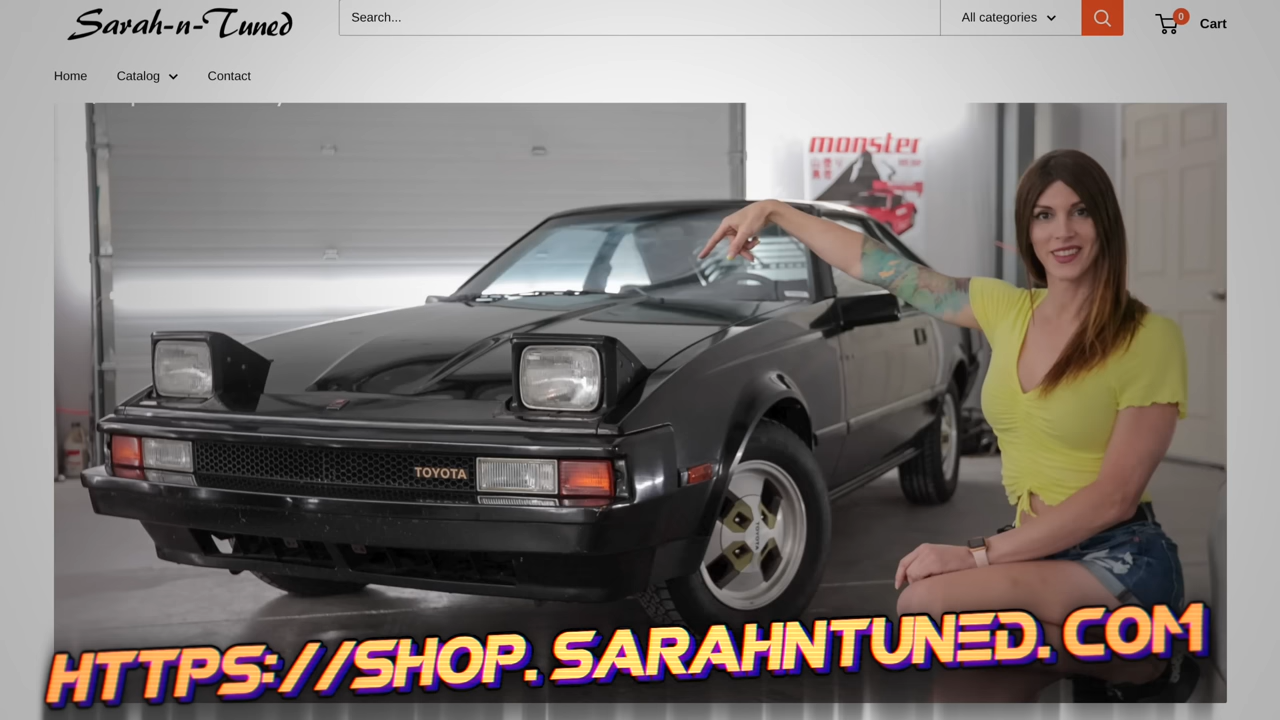 Sarah-n-Tuned
Search...
All categories
0
Cart
Home
Catalog
Contact
monster
TOYOTA
HTTPS://SHOP.SARAHNTUNED.COM